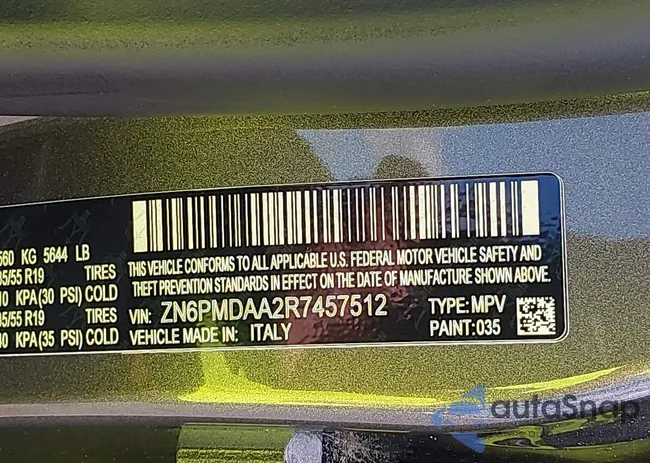 560 KG 5644 LB
35/55 R19 TIRES
10 KPA(30 PSI) COLD
35/55 R19 TIRES
40 KPA(35 PSI) COLD
THIS VEHICLE CONFORMS TO ALL APPLICABLE U.S. FEDERAL MOTOR VEHICLE SAFETY AND
THEFT PREVENTION STANDARDS IN EFFECT ON THE DATE OF MANUFACTURE SHOWN ABOVE.
VIN: ZN6PMDAA2R7457512 TYPE: MPV
VEHICLE MADE IN ITALY PAINT: 035
autoSnap